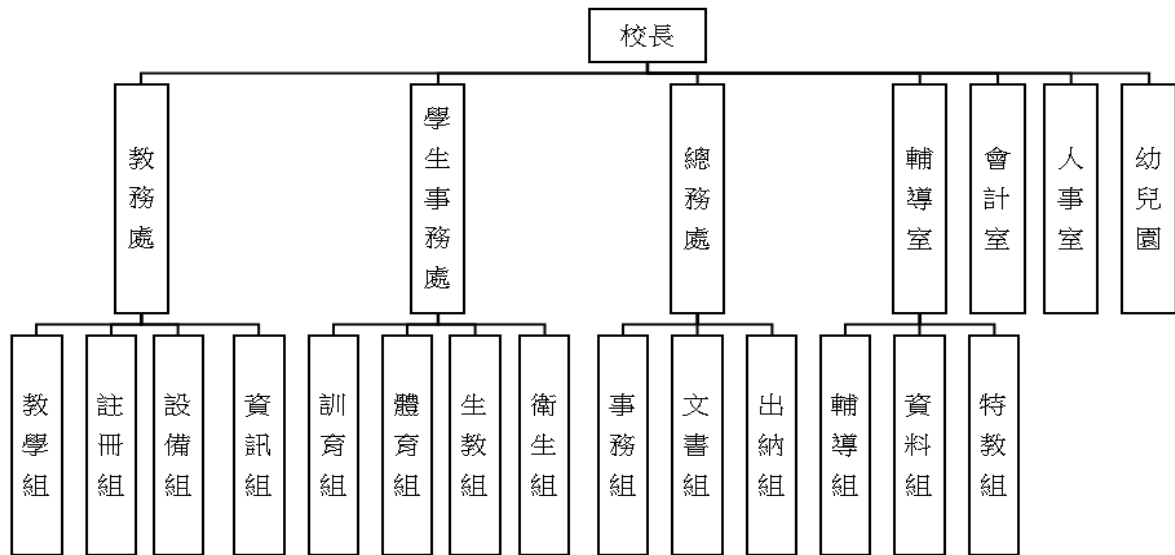 校長
教務處
學生事務處
總務處
輔導室
會計室
人事室
幼兒園
教學組
註冊組
設備組
資訊組
訓育組
體育組
生教組
衛生組
事務組
文書組
出納組
輔導組
資料組
特教組